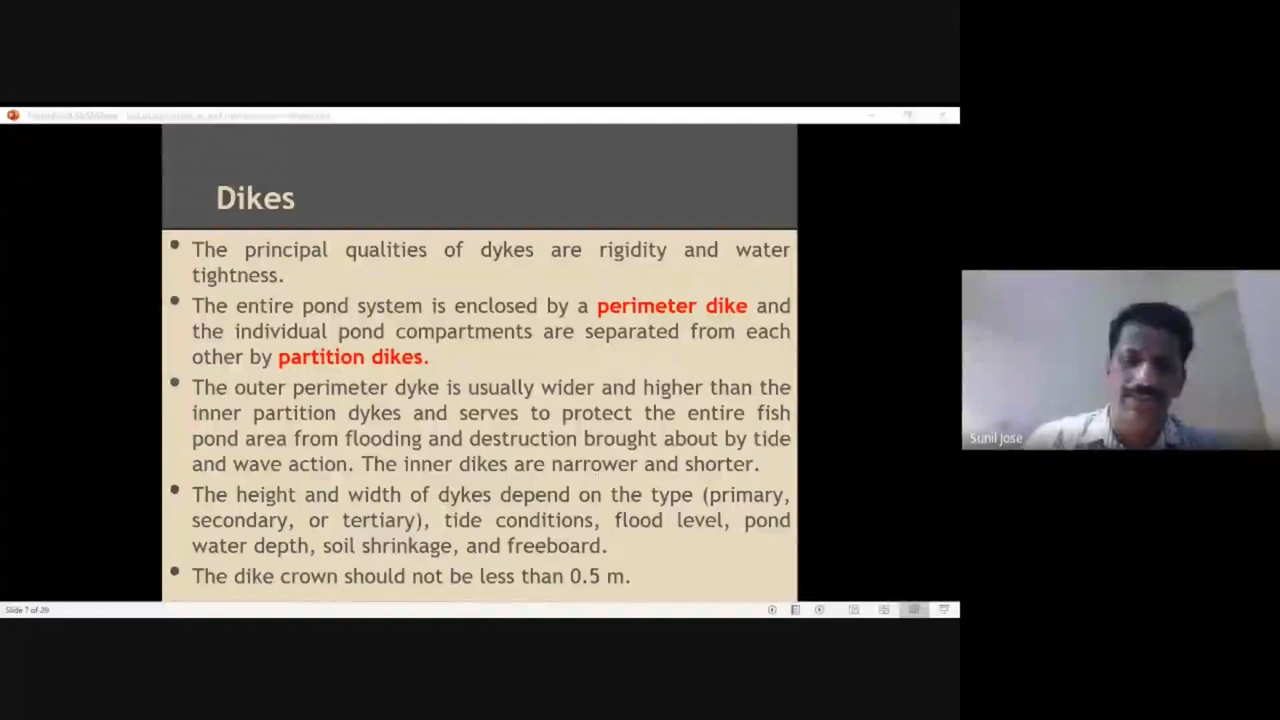 Dikes
• The principal qualities of dykes are rigidity and water
tightness.
• The entire pond system is enclosed by a perimeter dike and
the individual pond compartments are separated from each
other by partition dikes.
• The outer perimeter dyke is usually wider and higher than the
inner partition dykes and serves to protect the entire fish
pond area from flooding and destruction brought about by tide
and wave action. The inner dikes are narrower and shorter.
• The height and width of dykes depend on the type (primary,
secondary, or tertiary), tide conditions, flood level, pond
water depth, soil shrinkage, and freeboard.
• The dike crown should not be less than 0.5 m.
Slide 7 of 29
Sunil Jose